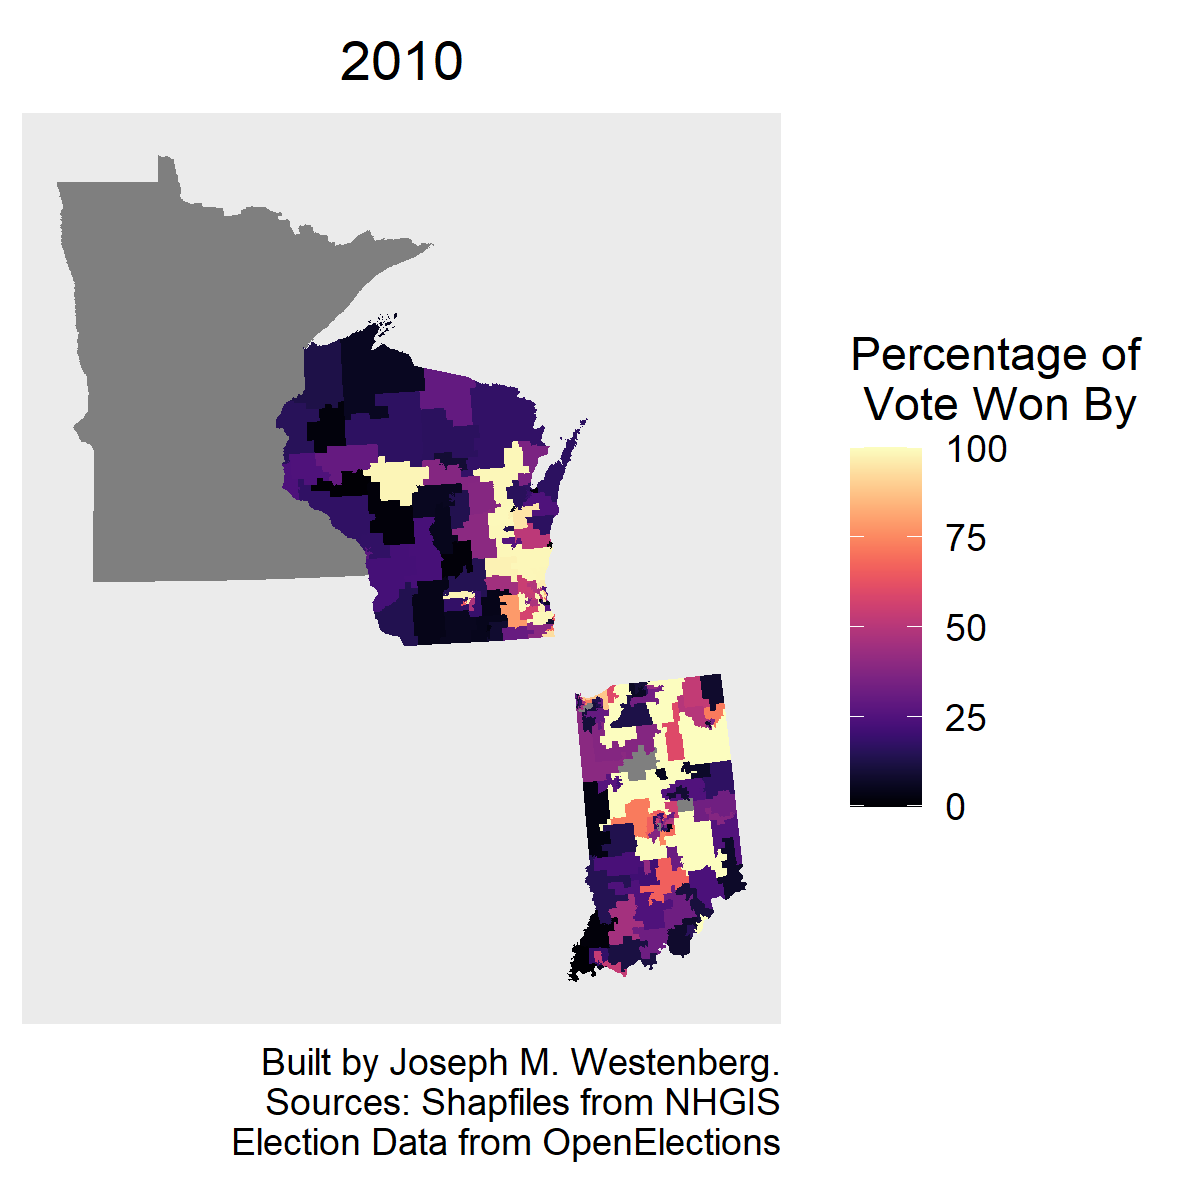 2010
Percentage of
Vote Won By
100
75
50
25
0
Built by Joseph M. Westenberg.
Sources: Shapfiles from NHGIS
Election Data from OpenElections